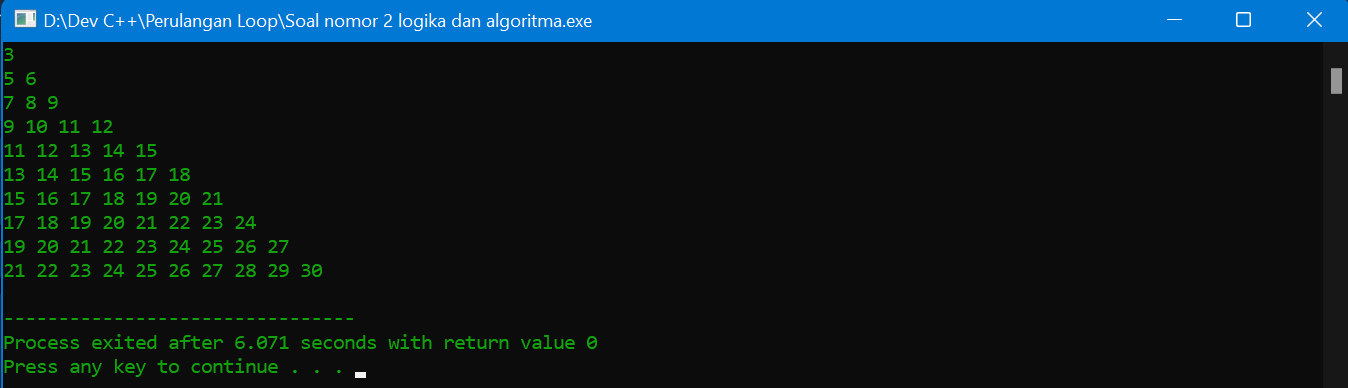 D:\Dev C++\Perulangan Loop\Soal nomor 2 logika dan algoritma.exe
3
5 6
7 8 9
9 10 11 12
11 12 13 14 15
13 14 15 16 17 18
15 16 17 18 19 20 21
17 18 19 20 21 22 23 24
19 20 21 22 23 24 25 26 27
21 22 23 24 25 26 27 28 29 30
--------------------------------
Process exited after 6.071 seconds with return value 0
Press any key to continue . . .